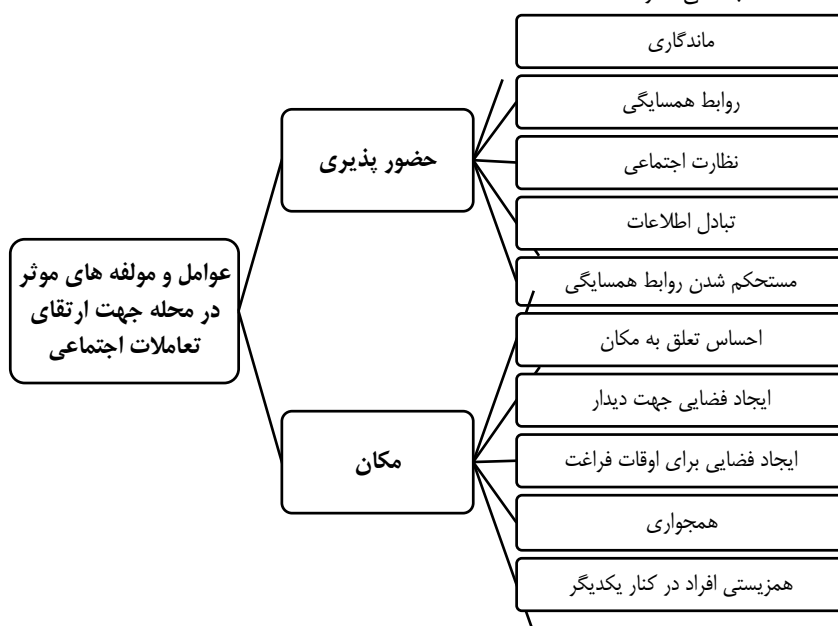 ماندگاری
روابط همسایگی
نظارت اجتماعی
تبادل اطلاعات
مستحکم شدن روابط همسایگی
حضور پذیری
عوامل و مولفه های موثر
در محله جهت ارتقای
تعاملات اجتماعی
احساس تعلق به مکان
ایجاد فضایی جهت دیدار
ایجاد فضایی برای اوقات فراغت
همجواری
همزیستی افراد در کنار یکدیگر
مکان